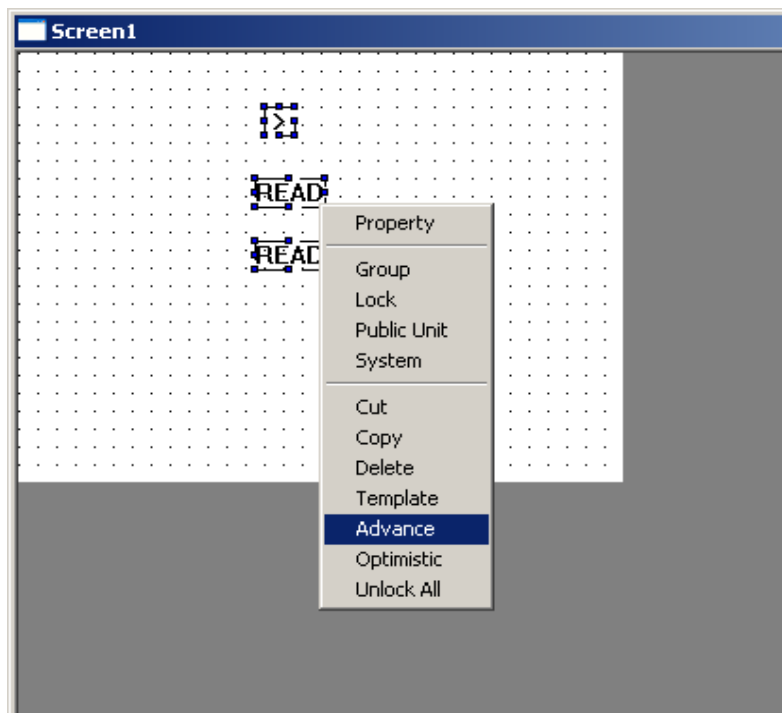 Screen1
>
READ
READ
Property
Group
Lock
Public Unit
System
Cut
Copy
Delete
Template
Advance
Optimistic
Unlock All